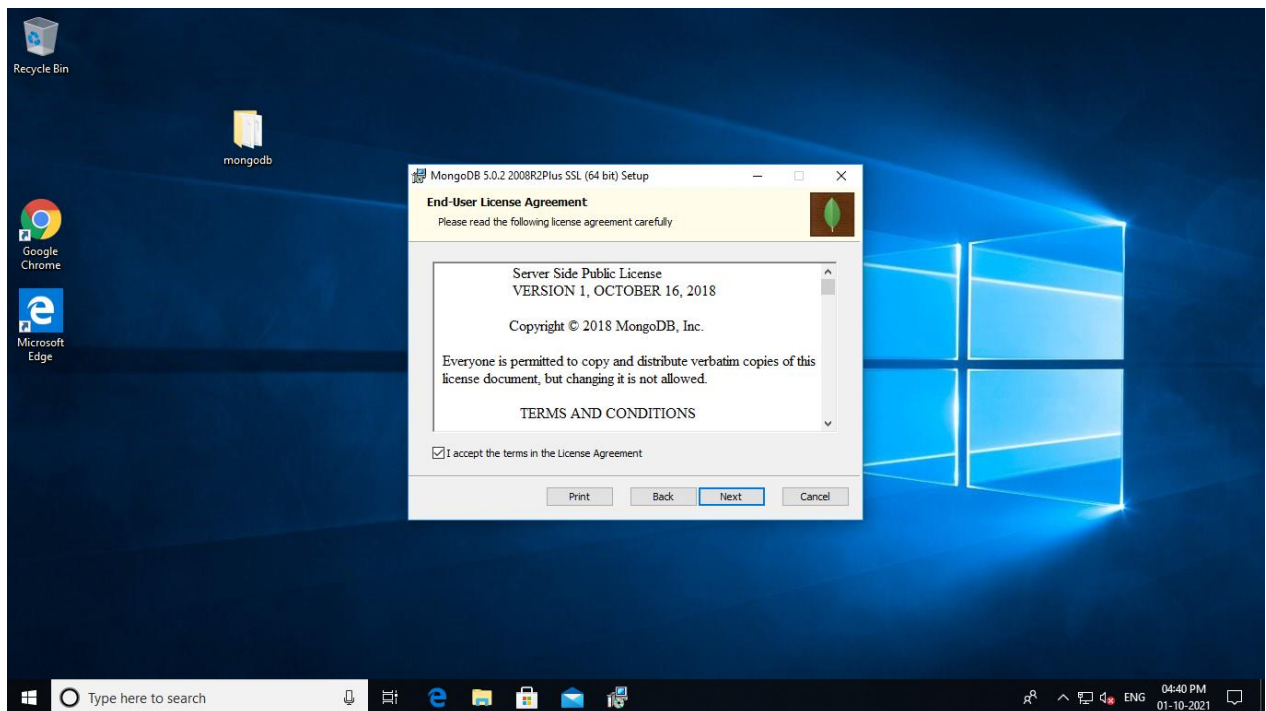 Recycle Bin
mongodb
Google
Chrome
Microsoft
Edge
MongoDB 5.0.2 2008R2Plus SSL (64 bit) Setup
End-User License Agreement
Please read the following license agreement carefully
Server Side Public License
VERSION 1, OCTOBER 16, 2018
Copyright © 2018 MongoDB, Inc.
Everyone is permitted to copy and distribute verbatim copies of this
license document, but changing it is not allowed.
TERMS AND CONDITIONS
I accept the terms in the License Agreement
Print Back Next Cancel
Type here to search
ENG
04:40 PM
01-10-2021